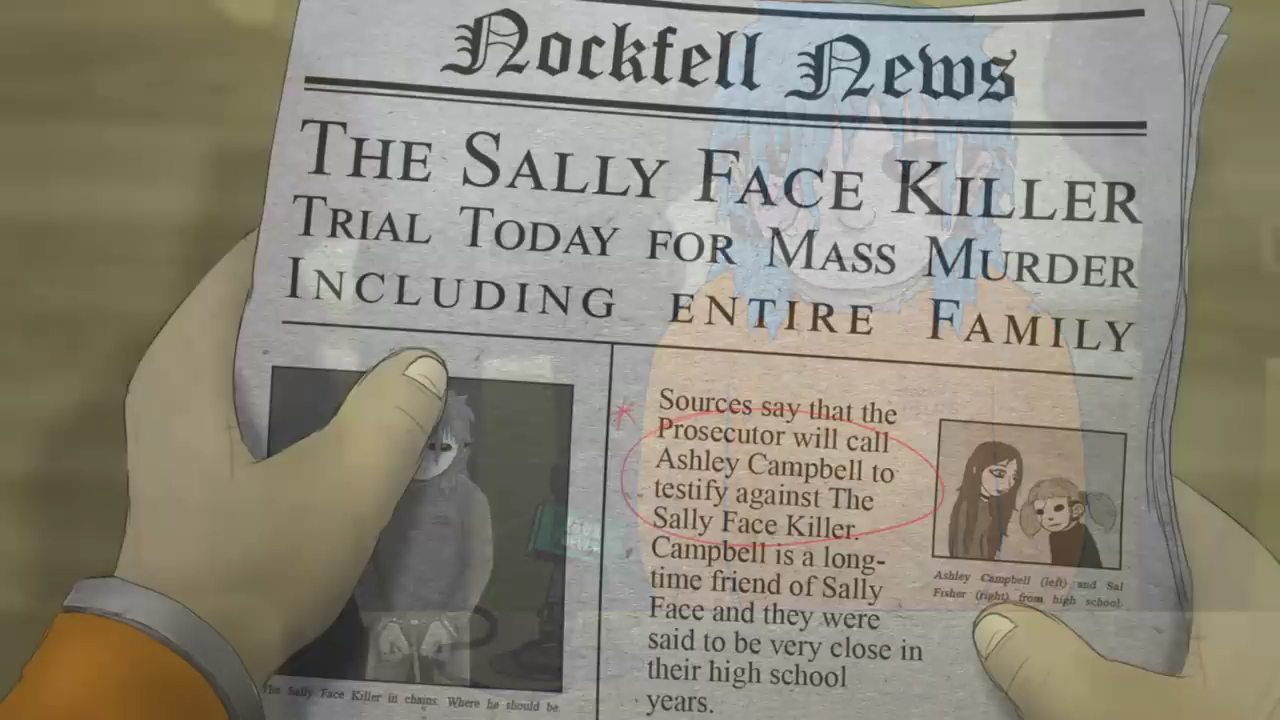 Nockfell News
THE SALLY FACE KILLER
TRIAL TODAY FOR MASS MURDER
INCLUDING ENTIRE FAMILY
Sources say that the
Prosecutor will call
Ashley Campbell to
testify against The
Sally Face Killer.
Campbell is a long-
time friend of Sally
Face and they were
said to be very close in
their high school
years.
Ashley Campbell (left) and Sal
Fisher (right) from high school.
The Sally Face Killer in chains. Where he should be.